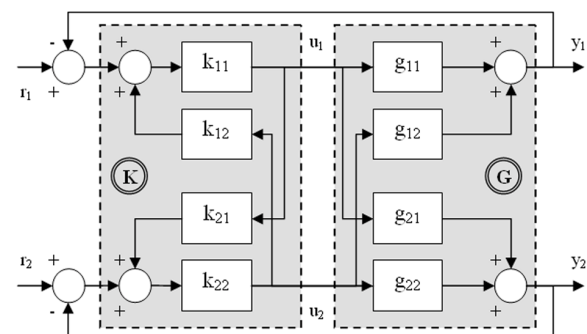 - + u₁ y₁
k₁₁ g₁₁ +
r₁ + + +
k₁₂ g₁₂
K G
k₂₁ g₂₁
r₂ + + y₂
k₂₂ g₂₂
- + u₂ +